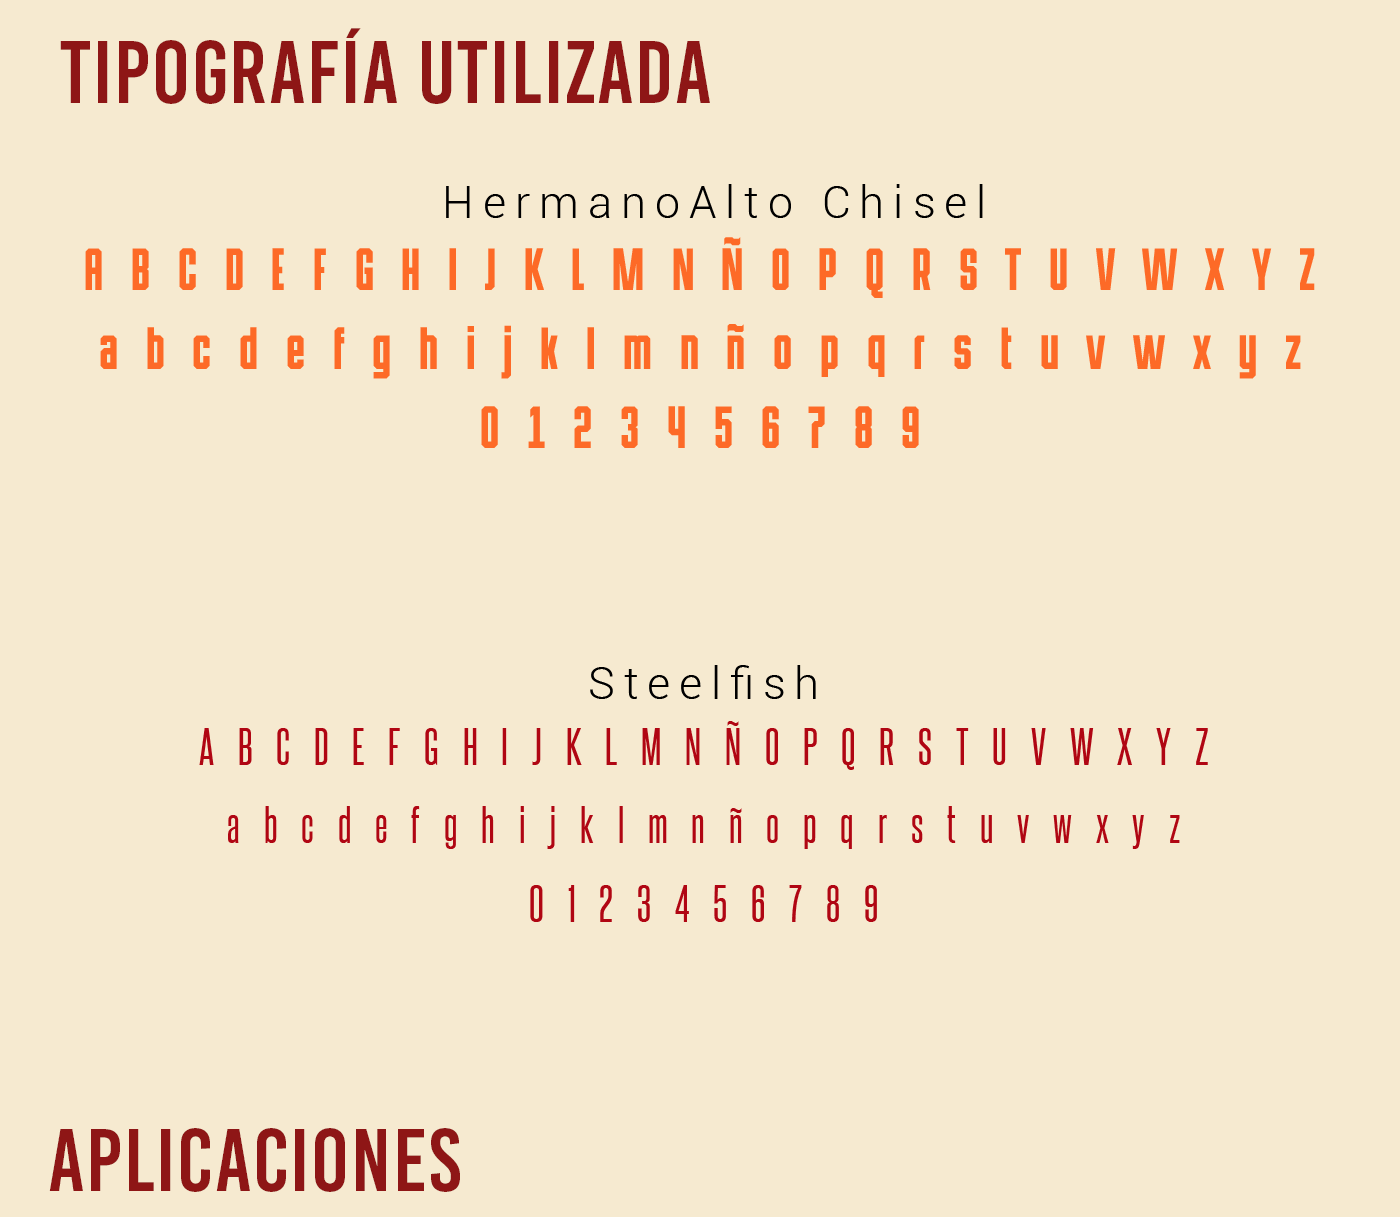 TIPOGRAFÍA UTILIZADA
HermanoAlto Chisel
A B C D E F G H I J K L M N Ñ O P Q R S T U V W X Y Z
a b c d e f g h i j k l m n ñ o p q r s t u v w x y z
0 1 2 3 4 5 6 7 8 9
Steelfish
A B C D E F G H I J K L M N Ñ O P Q R S T U V W X Y Z
a b c d e f g h i j k l m n ñ o p q r s t u v w x y z
0 1 2 3 4 5 6 7 8 9
APLICACIONES